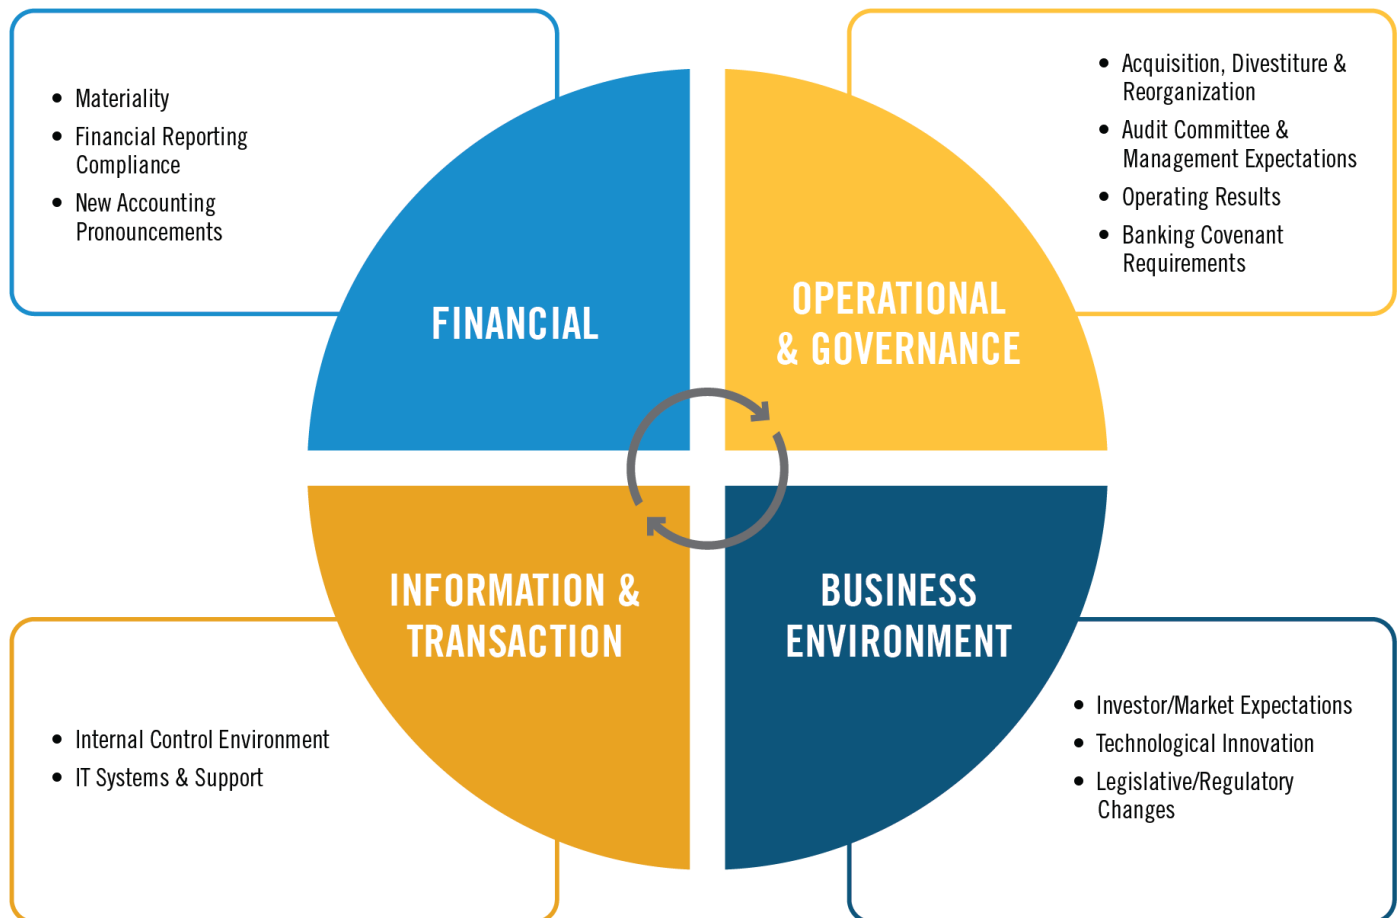 • Materiality
• Financial Reporting
Compliance
• New Accounting
Pronouncements
FINANCIAL
• Acquisition, Divestiture &
Reorganization
• Audit Committee &
Management Expectations
• Operating Results
• Banking Covenant
Requirements
OPERATIONAL
& GOVERNANCE
INFORMATION &
TRANSACTION
• Internal Control Environment
• IT Systems & Support
BUSINESS
ENVIRONMENT
• Investor/Market Expectations
• Technological Innovation
• Legislative/Regulatory
Changes